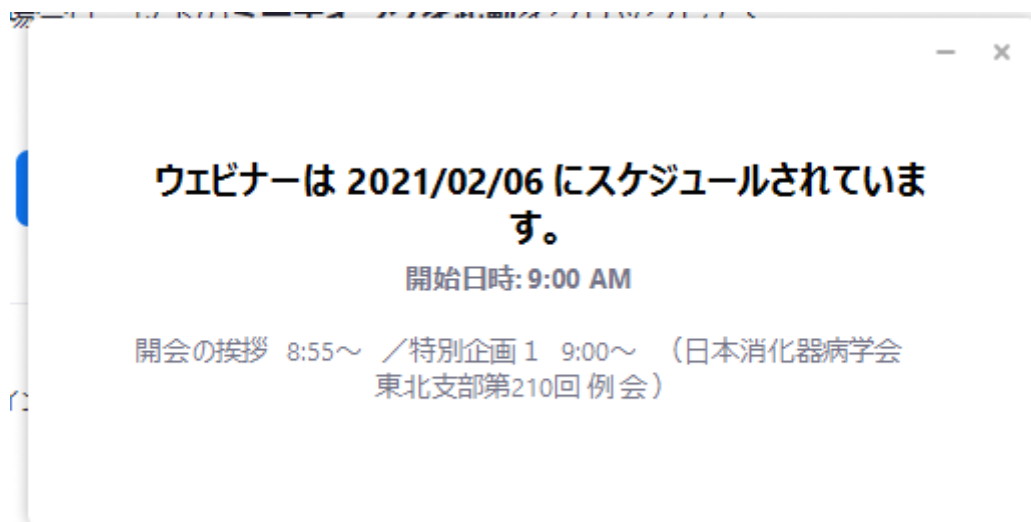 ウェビナーは 2021/02/06 にスケジュールされていま
す。
開始日時: 9:00 AM
開会の挨拶 8:55～ ／特別企画１ 9:00～ （日本消化器病学会
東北支部第210回 例会）